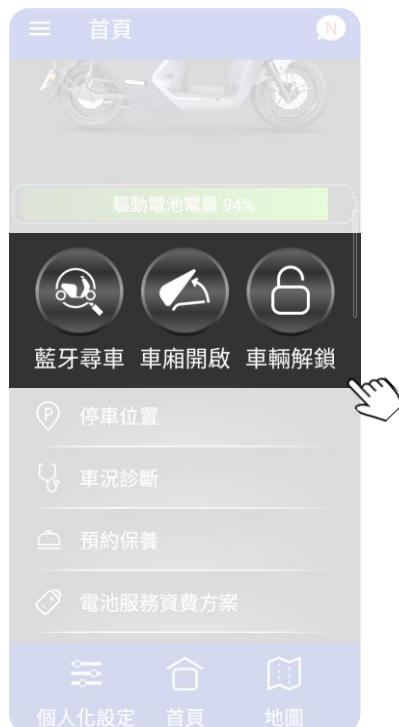 首頁
N
驅動電池電量 94%
藍牙尋車 車廂開啟 車輛解鎖
P 停車位置
車況診斷
預約保養
電池服務資費方案
個人化設定 首頁 地圖